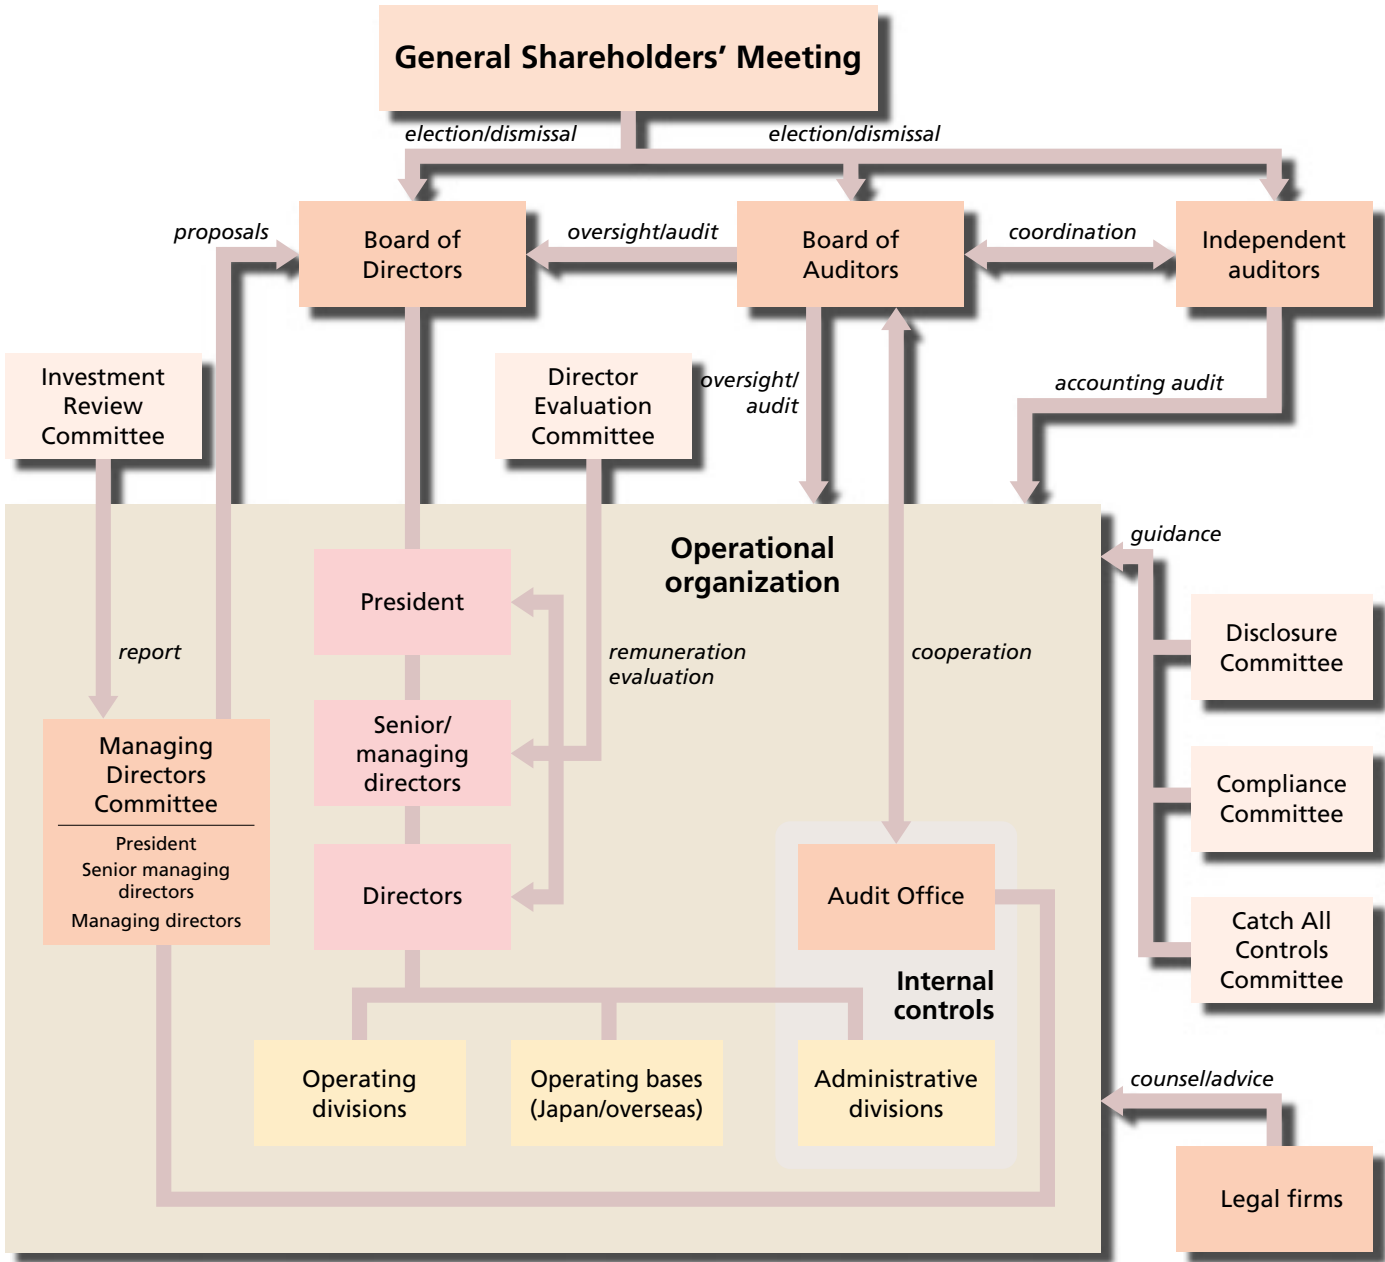 General Shareholders’ Meeting
election/dismissal
election/dismissal
proposals
Board of
Directors
oversight/audit
Board of
Auditors
coordination
Independent
auditors
Investment
Review
Committee
Director
Evaluation
Committee
oversight/
audit
accounting audit
Operational
organization
guidance
President
report
remuneration
evaluation
cooperation
Disclosure
Committee
Senior/
managing
directors
Managing
Directors
Committee
President
Senior managing
directors
Managing directors
Compliance
Committee
Directors
Audit Office
Catch All
Controls
Committee
Internal
controls
Operating
divisions
Operating bases
(Japan/overseas)
Administrative
divisions
counsel/advice
Legal firms